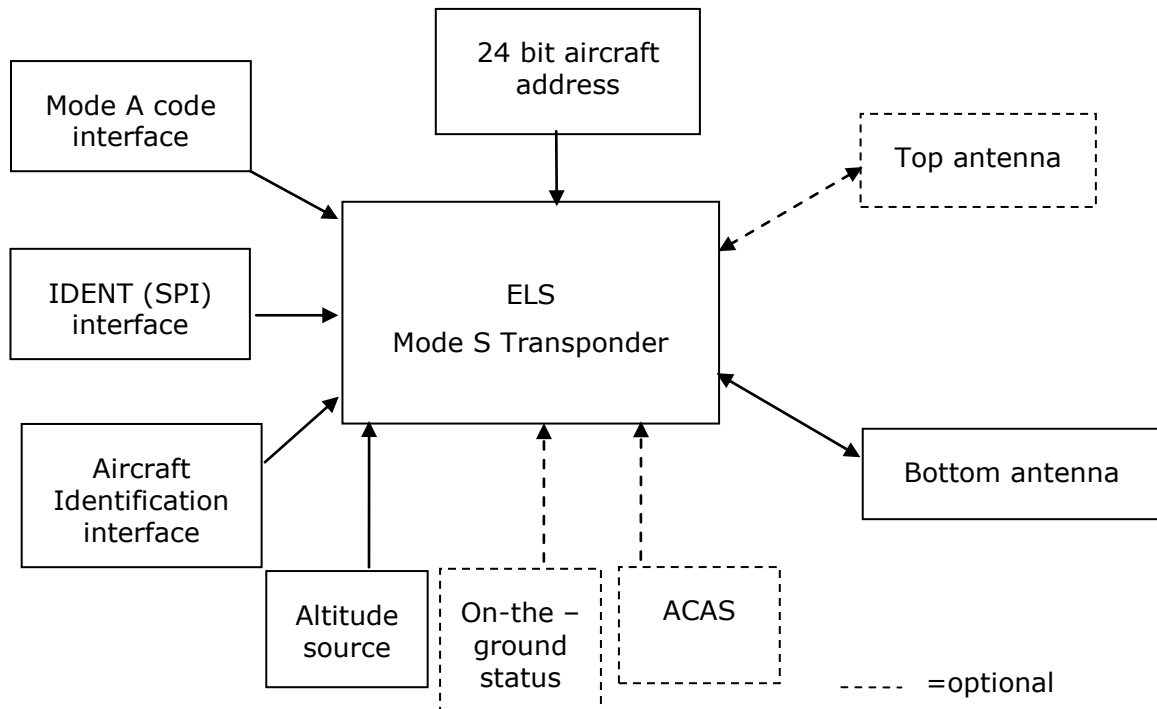 24 bit aircraft
address
Mode A code
interface
Top antenna
IDENT (SPI)
interface
ELS
Mode S Transponder
Aircraft
Identification
interface
Bottom antenna
Altitude
source
On-the –
ground
status
ACAS
=optional